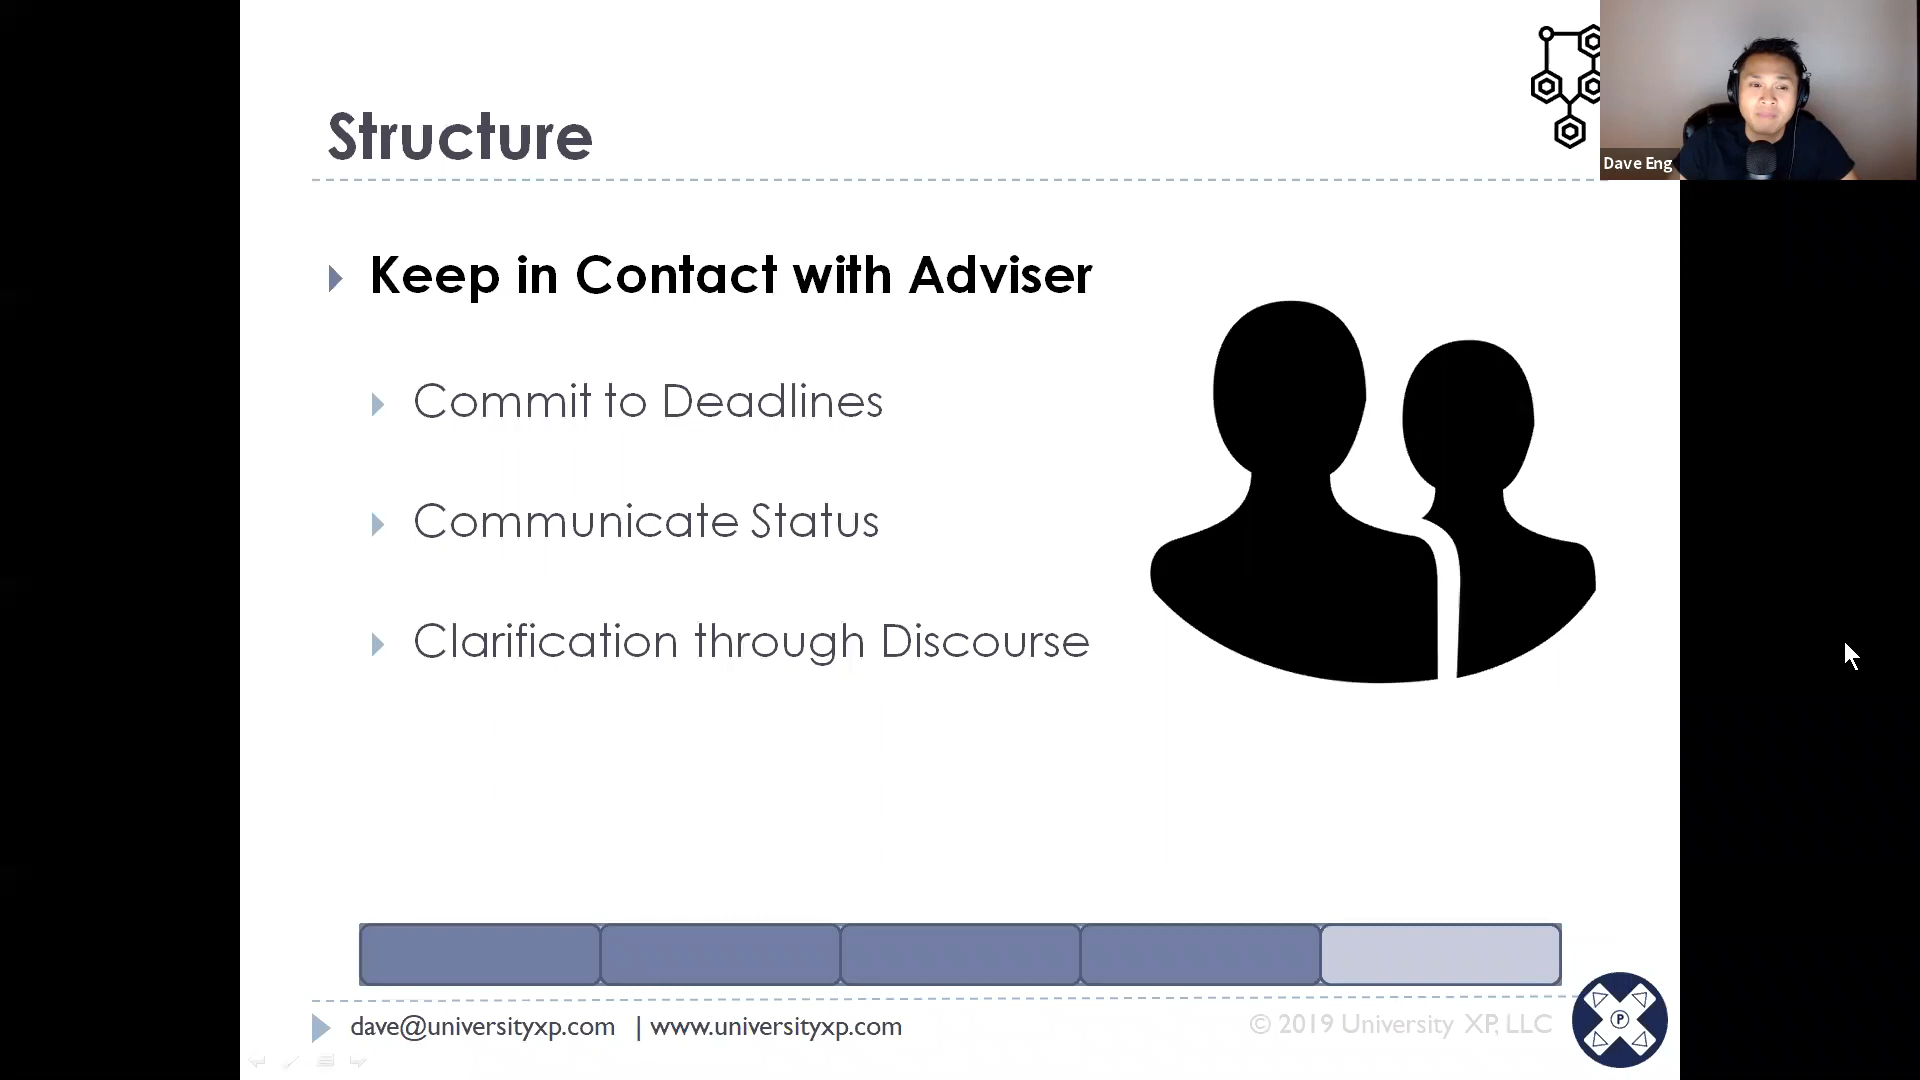 Structure
Dave Eng
Keep in Contact with Adviser
Commit to Deadlines
Communicate Status
Clarification through Discourse
dave@universityxp.com | www.universityxp.com
© 2019 University XP, LLC
P